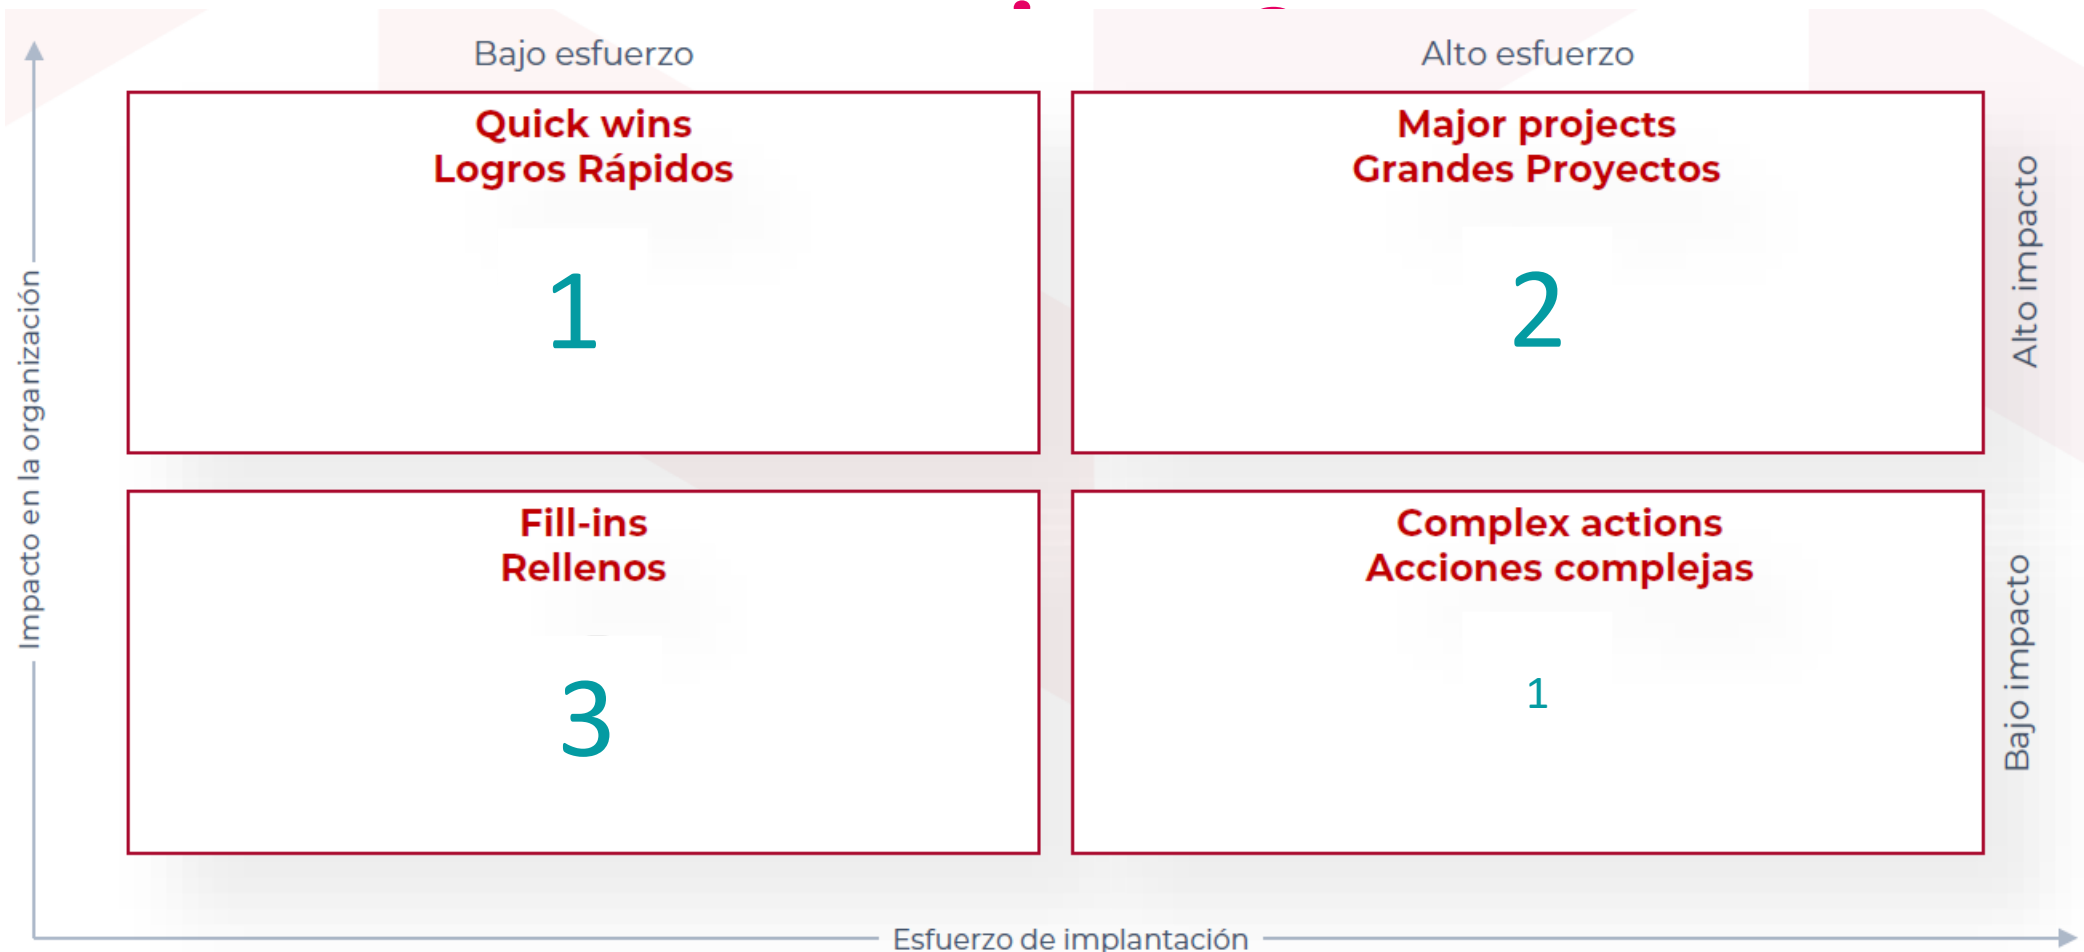 Bajo esfuerzo
Alto esfuerzo
Quick wins
Logros Rápidos
1
Major projects
Grandes Proyectos
2
Alto impacto
Impacto en la organización
Fill-ins
Rellenos
3
Complex actions
Acciones complejas
1
Bajo impacto
Esfuerzo de implantación